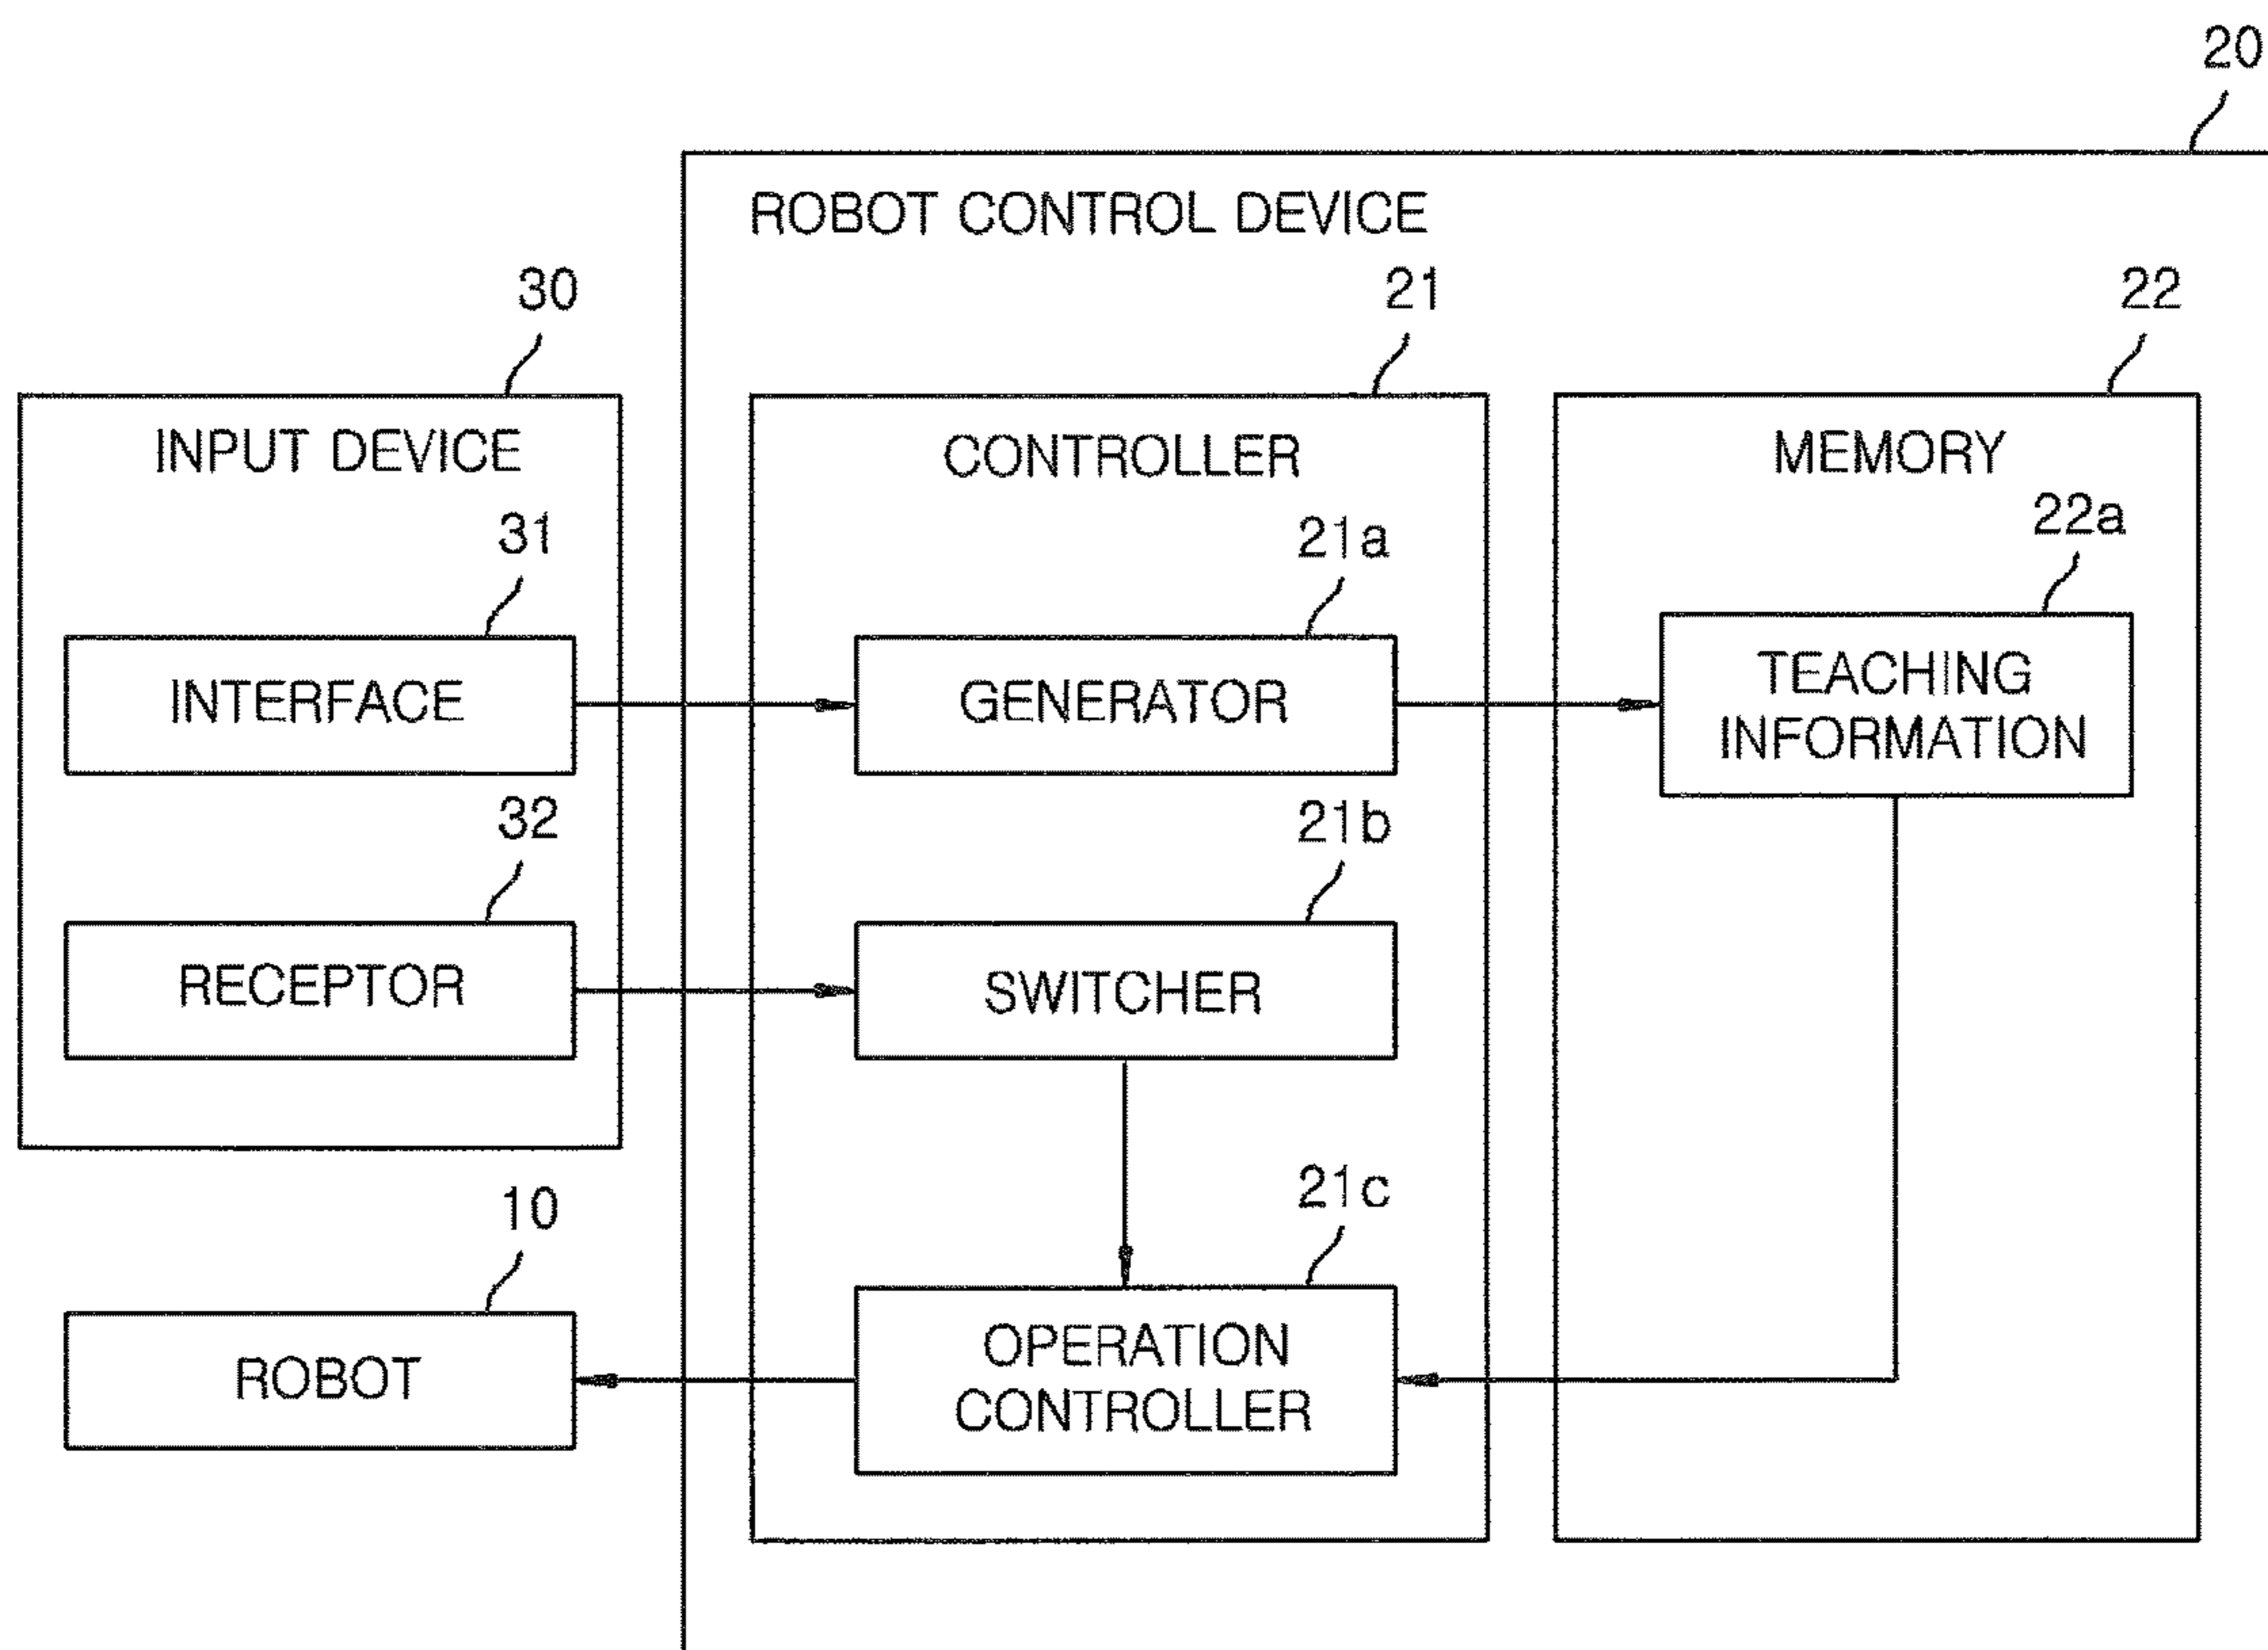 20
ROBOT CONTROL DEVICE
30
21
22
INPUT DEVICE
CONTROLLER
MEMORY
31
21a
22a
INTERFACE
GENERATOR
TEACHING
INFORMATION
32
21b
RECEPTOR
SWITCHER
10
21c
ROBOT
OPERATION
CONTROLLER